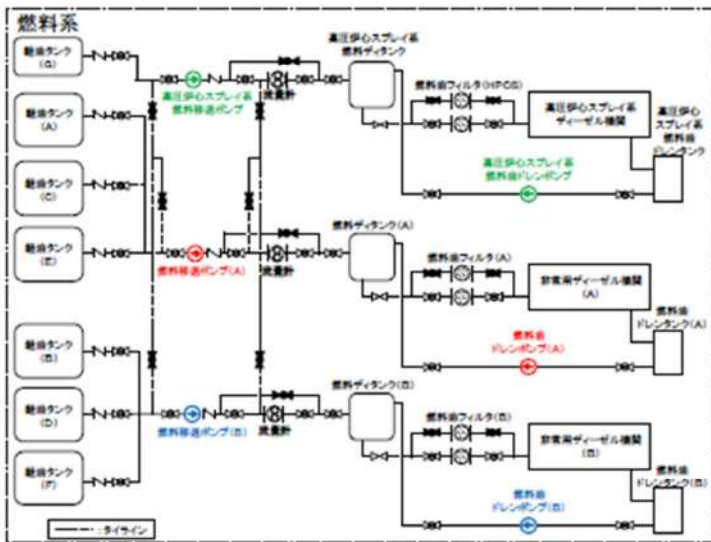 燃料系
軽油タンク
(G)
軽油タンク
(A)
軽油タンク
(C)
軽油タンク
(E)
軽油タンク
(B)
軽油タンク
(D)
軽油タンク
(F)
高圧炉心スプレイ系
燃料移送ポンプ
流量計
高圧炉心スプレイ系
燃料ディタンク
燃料油フィルタ(HPCS)
高圧炉心スプレイ系
ディーゼル機関
高圧炉心
スプレイ系
燃料油
ドレンタンク
高圧炉心スプレイ系
燃料油ドレンポンプ
燃料移送ポンプ(A)
流量計
燃料ディタンク(A)
燃料油フィルタ(A)
非常用ディーゼル機関
(A)
燃料油
ドレンタンク(A)
燃料油
ドレンポンプ(A)
燃料移送ポンプ(B)
流量計
燃料ディタンク(B)
燃料油フィルタ(B)
非常用ディーゼル機関
(B)
燃料油
ドレンタンク(B)
燃料油
ドレンポンプ(B)
:タイライン